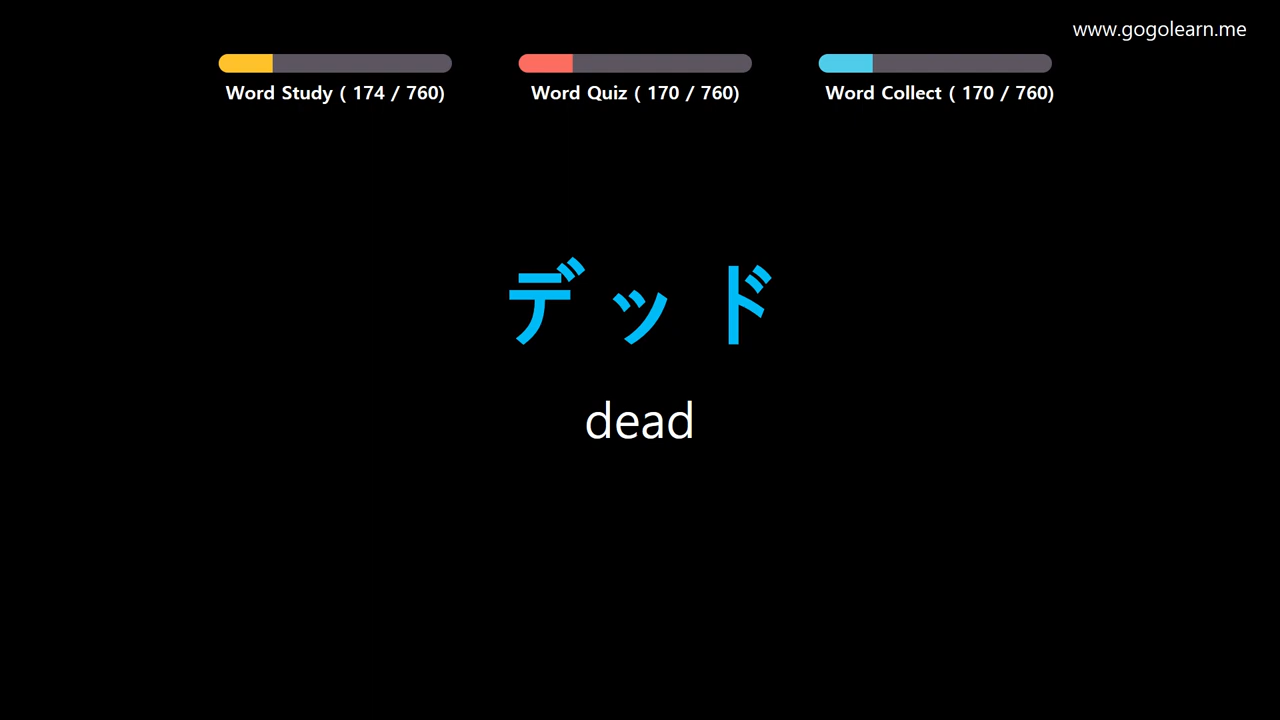 www.gogolearn.me
Word Study ( 174 / 760)
Word Quiz ( 170 / 760)
Word Collect ( 170 / 760)
デッド
dead